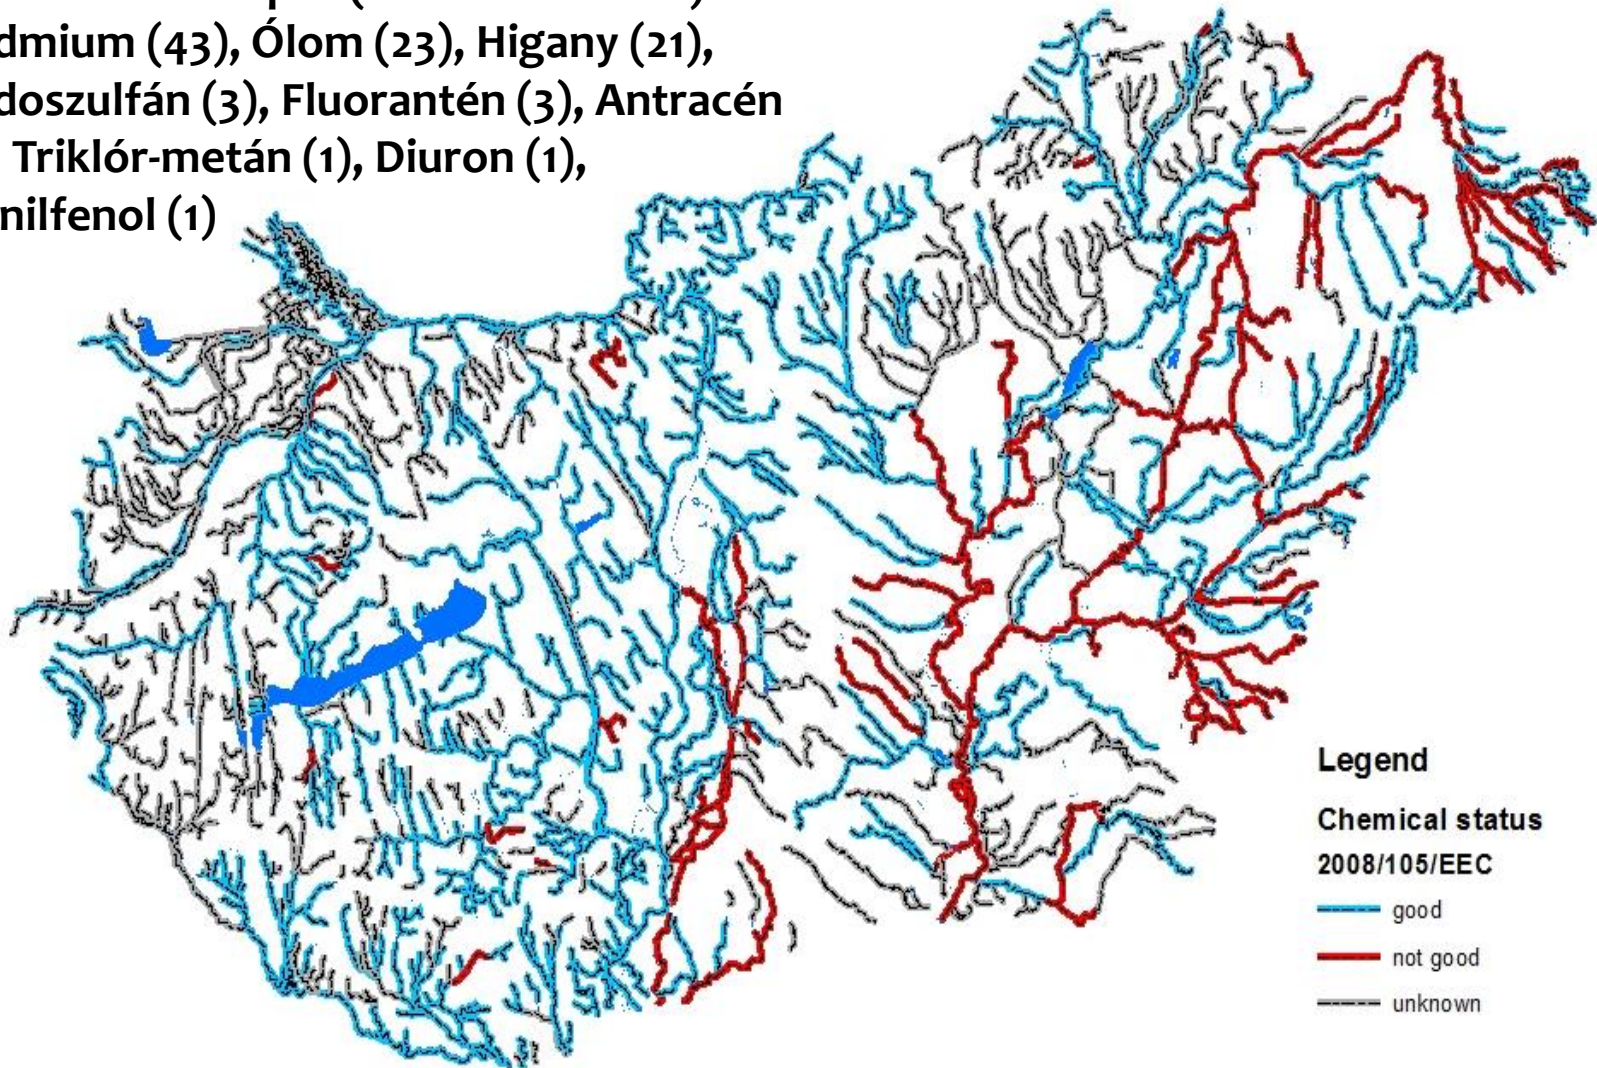 dmium (43), Ólom (23), Higany (21),
doszulfán (3), Fluorantén (3), Antracén
Triklór-metán (1), Diuron (1),
nilfenol (1)
Legend
Chemical status
2008/105/EEC
good
not good
unknown